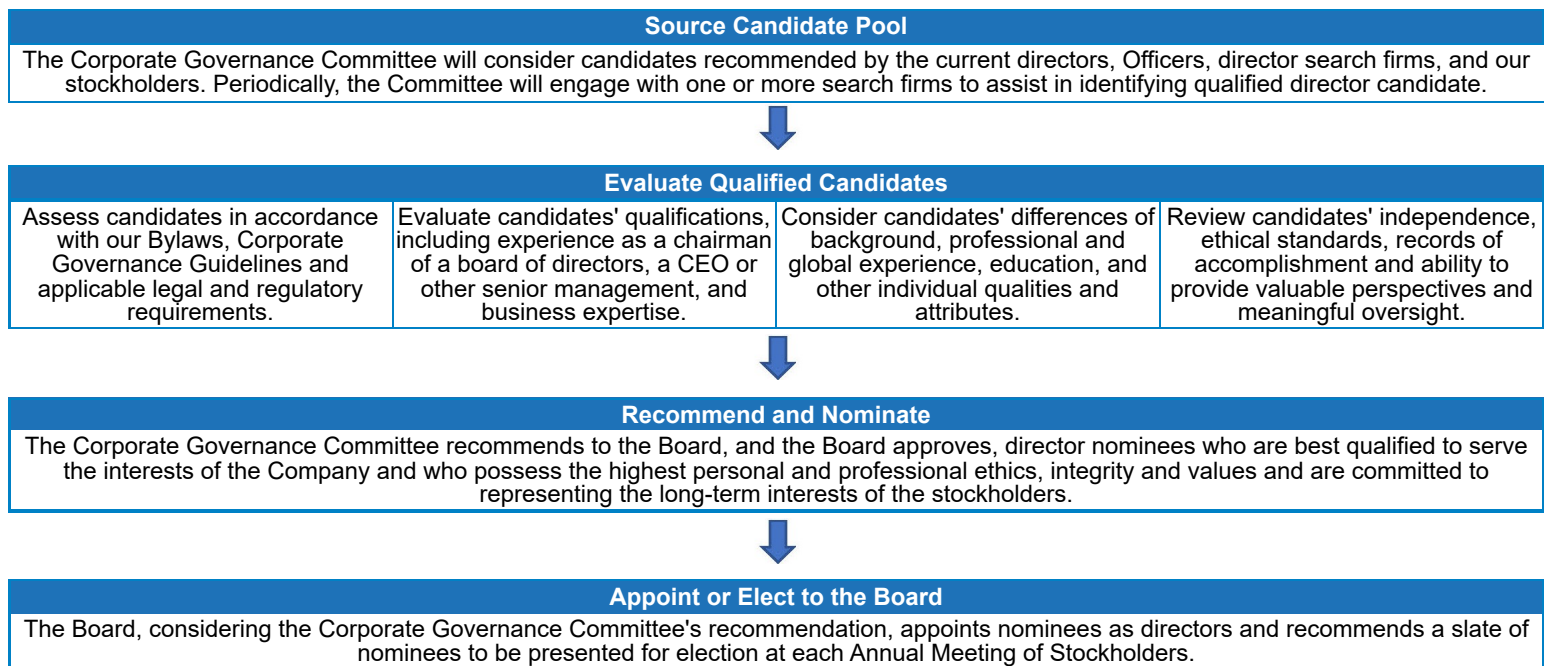 Source Candidate Pool
The Corporate Governance Committee will consider candidates recommended by the current directors, Officers, director search firms, and our
stockholders. Periodically, the Committee will engage with one or more search firms to assist in identifying qualified director candidate.
Evaluate Qualified Candidates
Assess candidates in accordance
with our Bylaws, Corporate
Governance Guidelines and
applicable legal and regulatory
requirements.
Evaluate candidates' qualifications,
including experience as a chairman
of a board of directors, a CEO or
other senior management, and
business expertise.
Consider candidates' differences of
background, professional and
global experience, education, and
other individual qualities and
attributes.
Review candidates' independence,
ethical standards, records of
accomplishment and ability to
provide valuable perspectives and
meaningful oversight.
Recommend and Nominate
The Corporate Governance Committee recommends to the Board, and the Board approves, director nominees who are best qualified to serve
the interests of the Company and who possess the highest personal and professional ethics, integrity and values and are committed to
representing the long-term interests of the stockholders.
Appoint or Elect to the Board
The Board, considering the Corporate Governance Committee's recommendation, appoints nominees as directors and recommends a slate of
nominees to be presented for election at each Annual Meeting of Stockholders.